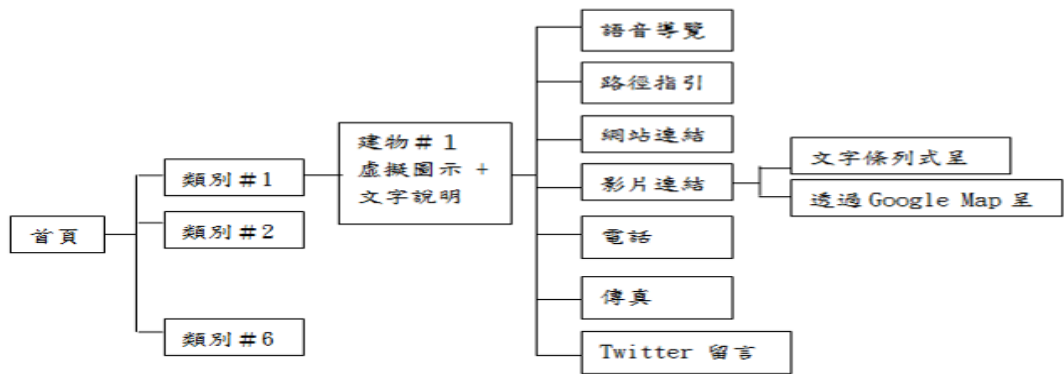 首頁
類別#1
類別#2
類別#6
建物# 1
虛擬圖示 +
文字說明
語音導覽
路徑指引
網站連結
影片連結
電話
傳真
Twitter 留言
文字條列式呈
透過 Google Map 呈